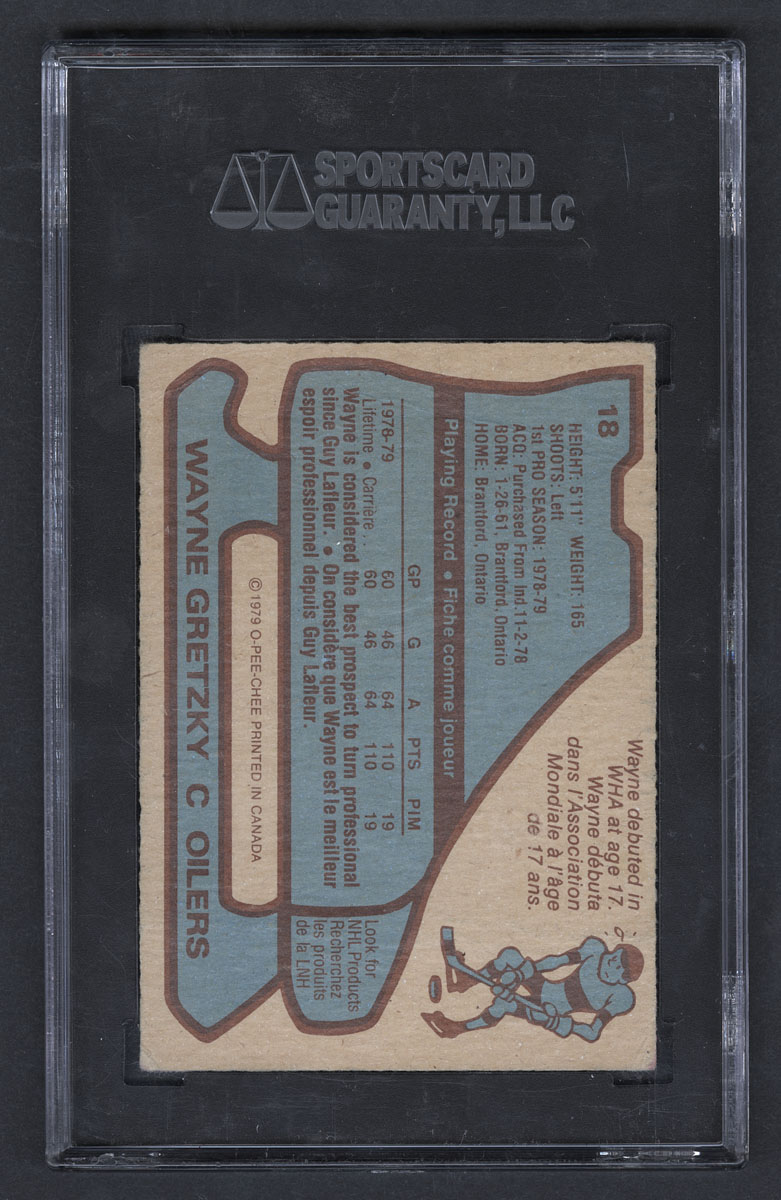 SPORTSCARD
GUARANTY, LLC
18
HEIGHT: 5'11" WEIGHT: 165
SHOOTS: Left
1st PRO SEASON: 1978-79
ACQ: Purchased From Ind. 11-2-78
BORN: 1-26-61, Brantford, Ontario
HOME: Brantford, Ontario
Wayne debuted in
WHA at age 17.
Wayne débuta
dans l'Association
Mondiale à l'âge
de 17 ans.
Playing Record • Fiche comme joueur
GP G A PTS PIM
1978-79 60 46 64 110 19
Lifetime • Carrière... 60 46 64 110 19
Wayne is considered the best prospect to turn professional
since Guy Lafleur. • On considère que Wayne est le meilleur
espoir professionnel depuis Guy Lafleur.
Look for
NHL Products
Recherchez
les produits
de la LNH
© 1979 O-PEE-CHEE PRINTED IN CANADA
WAYNE GRETZKY C OILERS